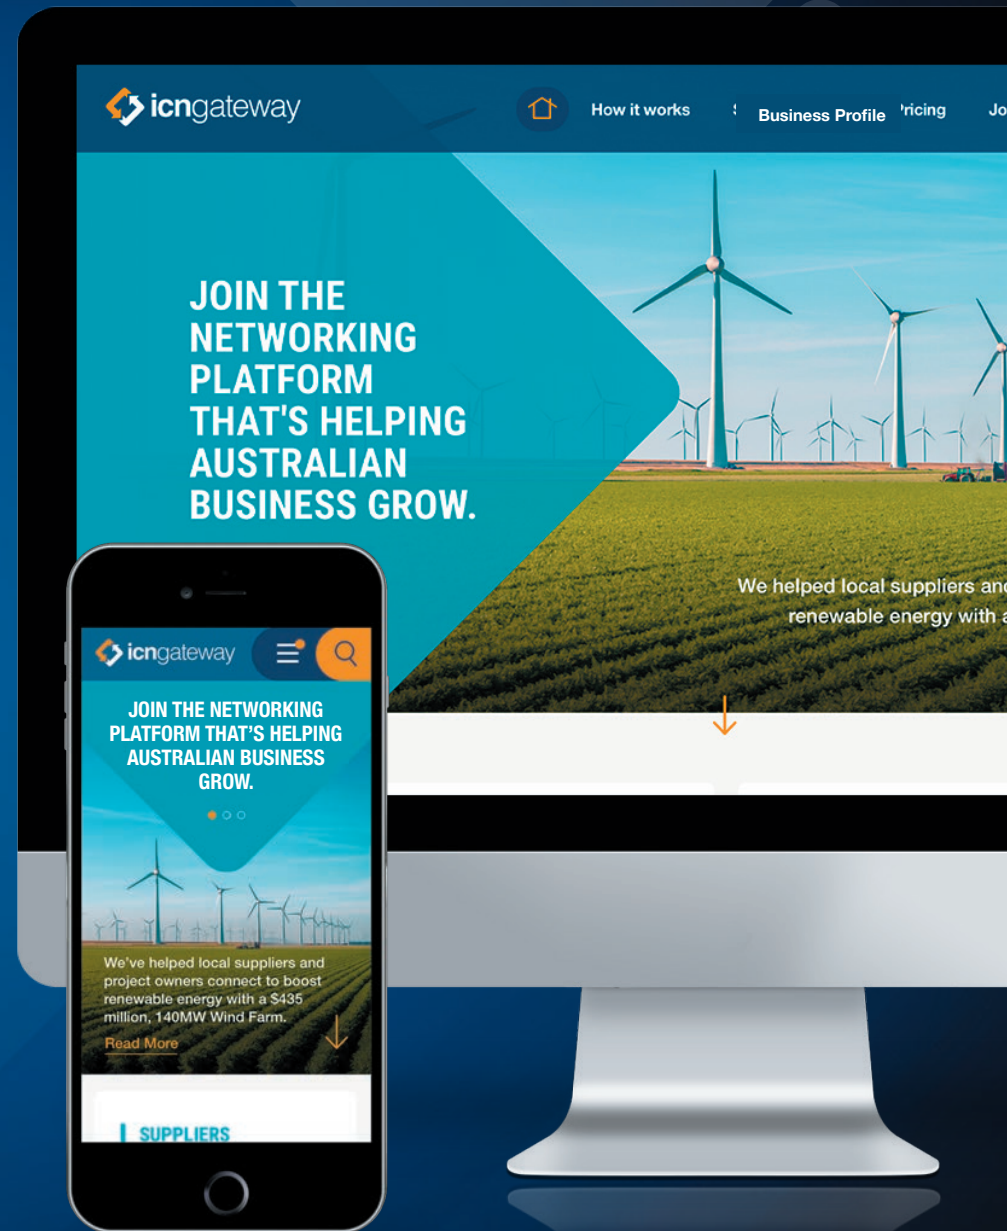 icngateway
How it works
Business Profile
JOIN THE
NETWORKING
PLATFORM
THAT'S HELPING
AUSTRALIAN
BUSINESS GROW.
We helped local suppliers and
renewable energy with a
icngateway
JOIN THE NETWORKING
PLATFORM THAT'S HELPING
AUSTRALIAN BUSINESS
GROW.
We've helped local suppliers and
project owners connect to boost
renewable energy with a $435
million, 140MW Wind Farm.
Read More
SUPPLIERS